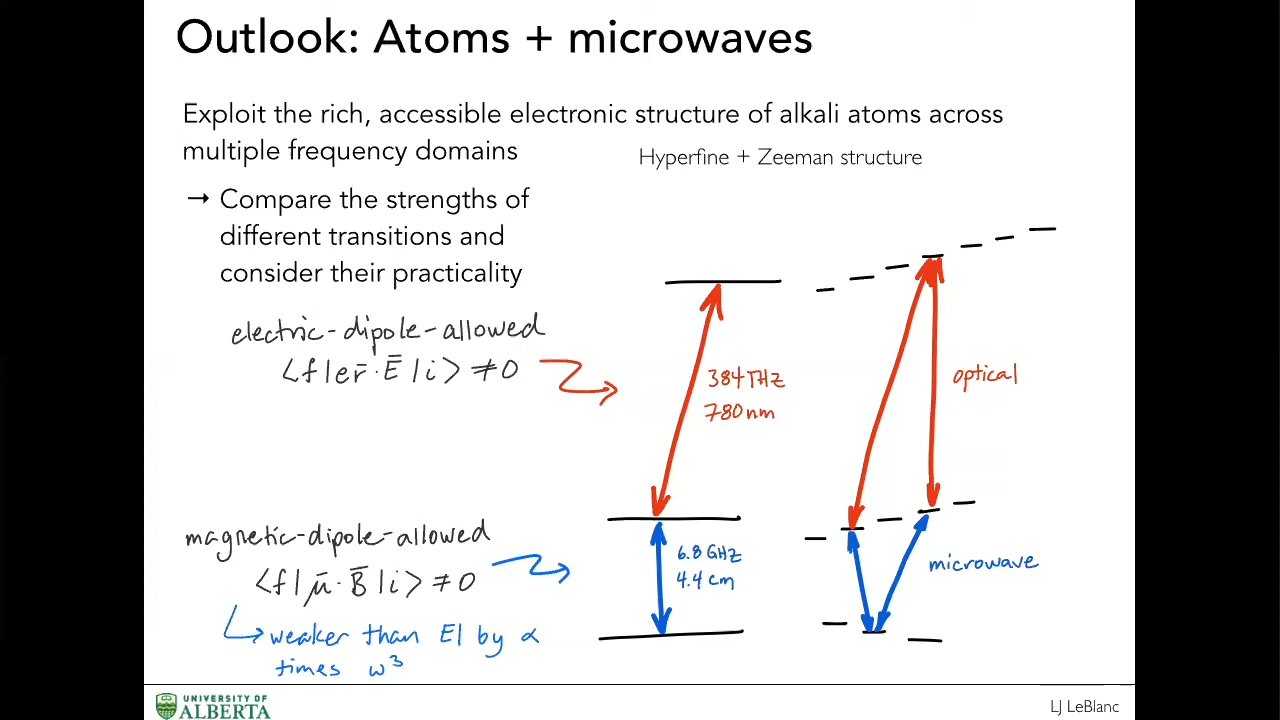 Outlook: Atoms + microwaves
Exploit the rich, accessible electronic structure of alkali atoms across
multiple frequency domains
Hyperfine + Zeeman structure
→ Compare the strengths of
different transitions and
consider their practicality
electric-dipole-allowed
⟨f|er̄·Ē|i⟩ ≠ 0
384 THz
780nm
optical
magnetic-dipole-allowed
⟨f|μ̄·B̄|i⟩ ≠ 0
6.8 GHz
4.4 cm
microwave
weaker than E1 by α
times ω³
UNIVERSITY OF
ALBERTA
LJ LeBlanc